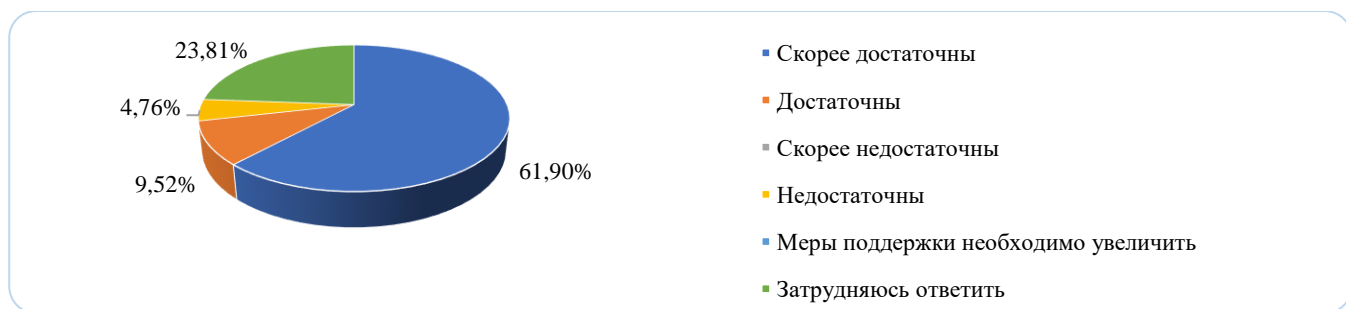 23,81%
4,76%
9,52%
61,90%
Скорее достаточны
Достаточны
Скорее недостаточны
Недостаточны
Меры поддержки необходимо увеличить
Затрудняюсь ответить